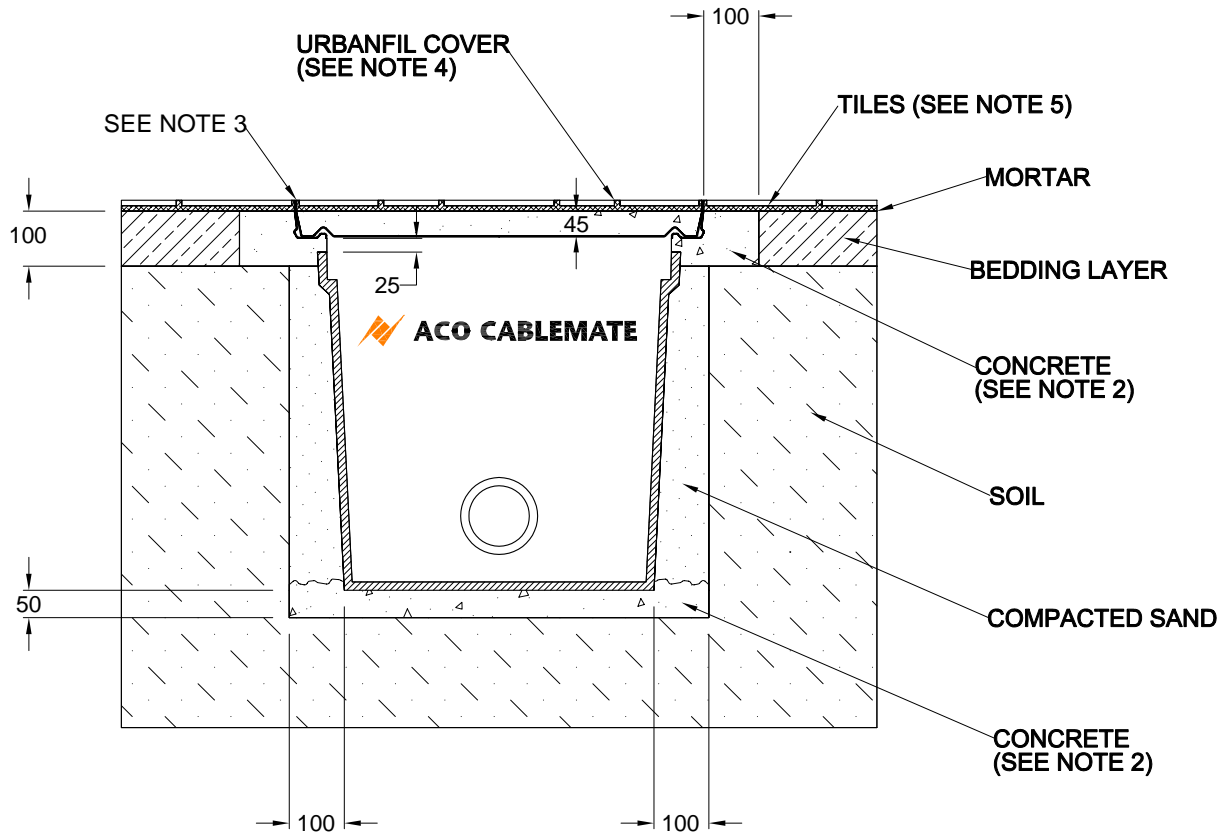 100
URBANFIL COVER
(SEE NOTE 4)
TILES (SEE NOTE 5)
SEE NOTE 3
MORTAR
100
45
BEDDING LAYER
25
ACO CABLEMATE
CONCRETE
(SEE NOTE 2)
SOIL
50
COMPACTED SAND
CONCRETE
(SEE NOTE 2)
100
100